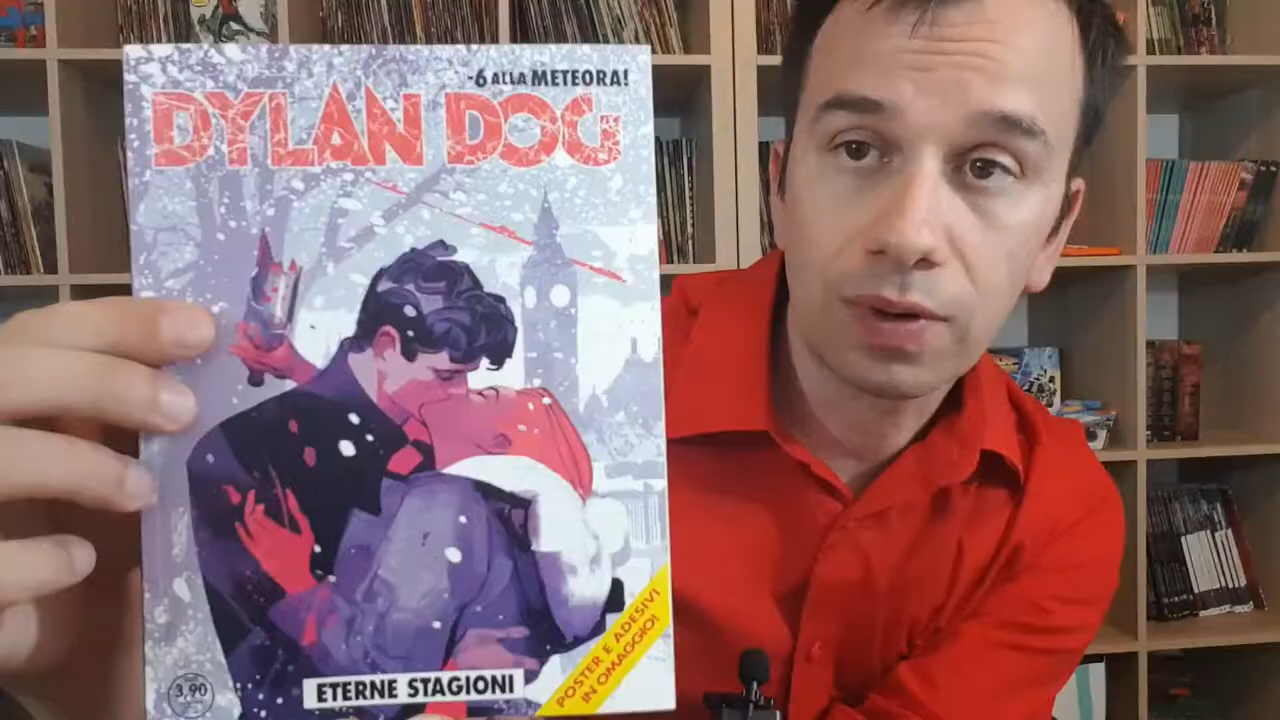 -6 ALLA METEORA!
DYLAN DOG
ETERNE STAGIONI
POSTER E ADESIVI
IN OMAGGIO!
3,90